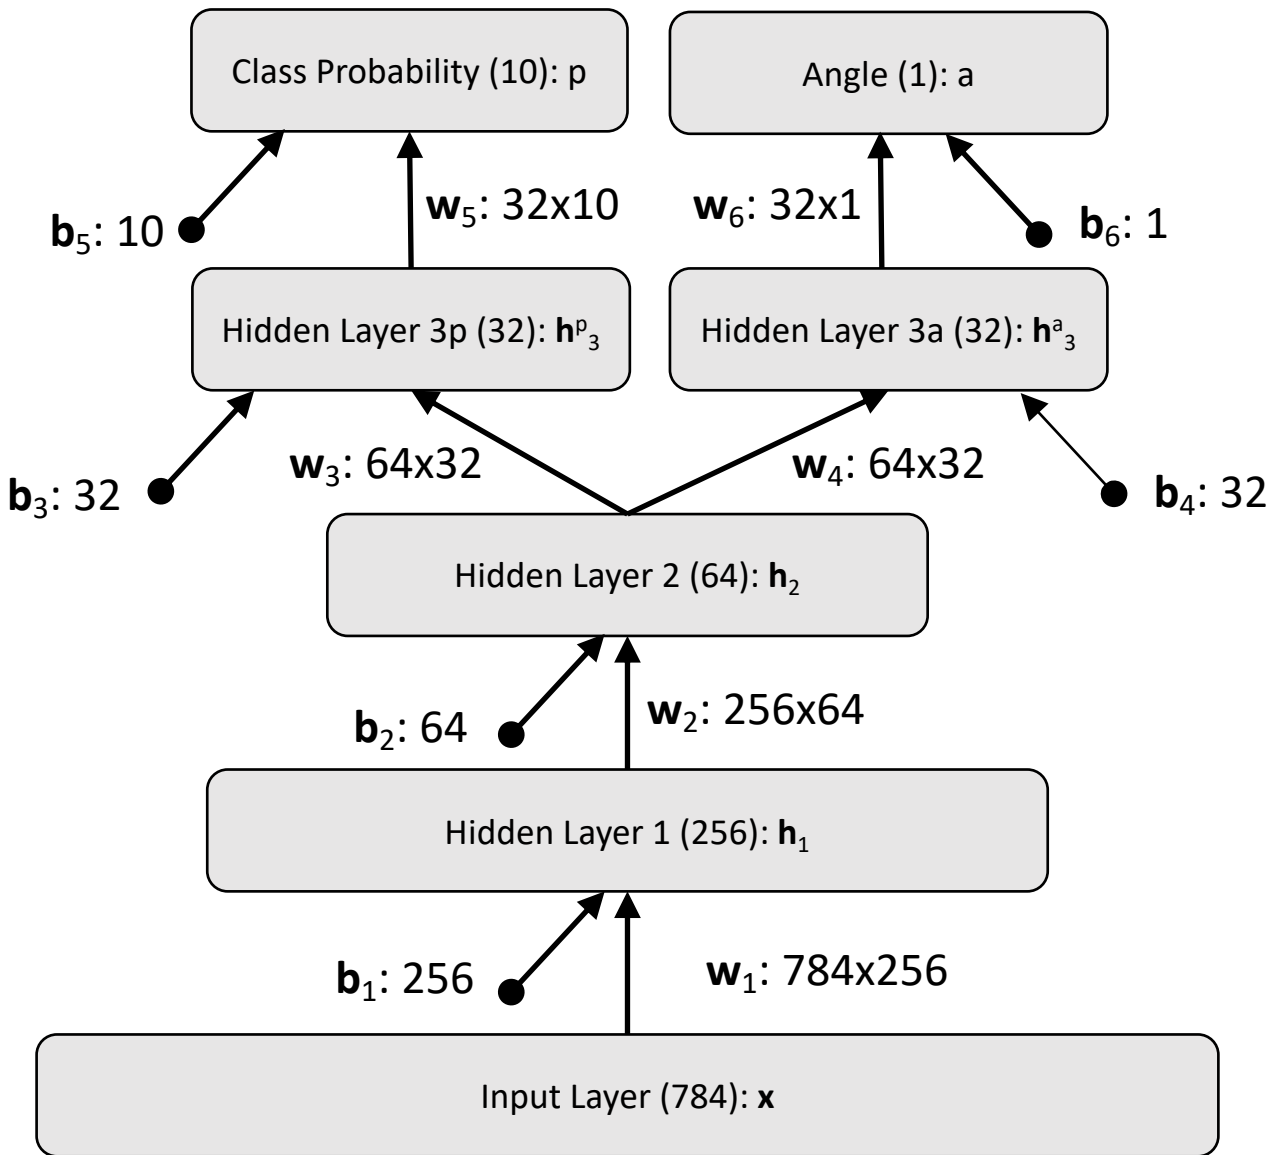 Class Probability (10): p
Angle (1): a
b₅: 10
w₅: 32x10
w₆: 32x1
b₆: 1
Hidden Layer 3p (32): hᵖ₃
Hidden Layer 3a (32): hᵃ₃
b₃: 32
w₃: 64x32
w₄: 64x32
b₄: 32
Hidden Layer 2 (64): h₂
b₂: 64
w₂: 256x64
Hidden Layer 1 (256): h₁
b₁: 256
w₁: 784x256
Input Layer (784): x